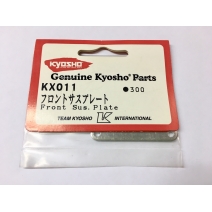 KYOSHO
Genuine Kyosho Parts
KX011 ●300
フロントサスプレート
Front Sus. Plate
TEAM KYOSHO K INTERNATIONAL